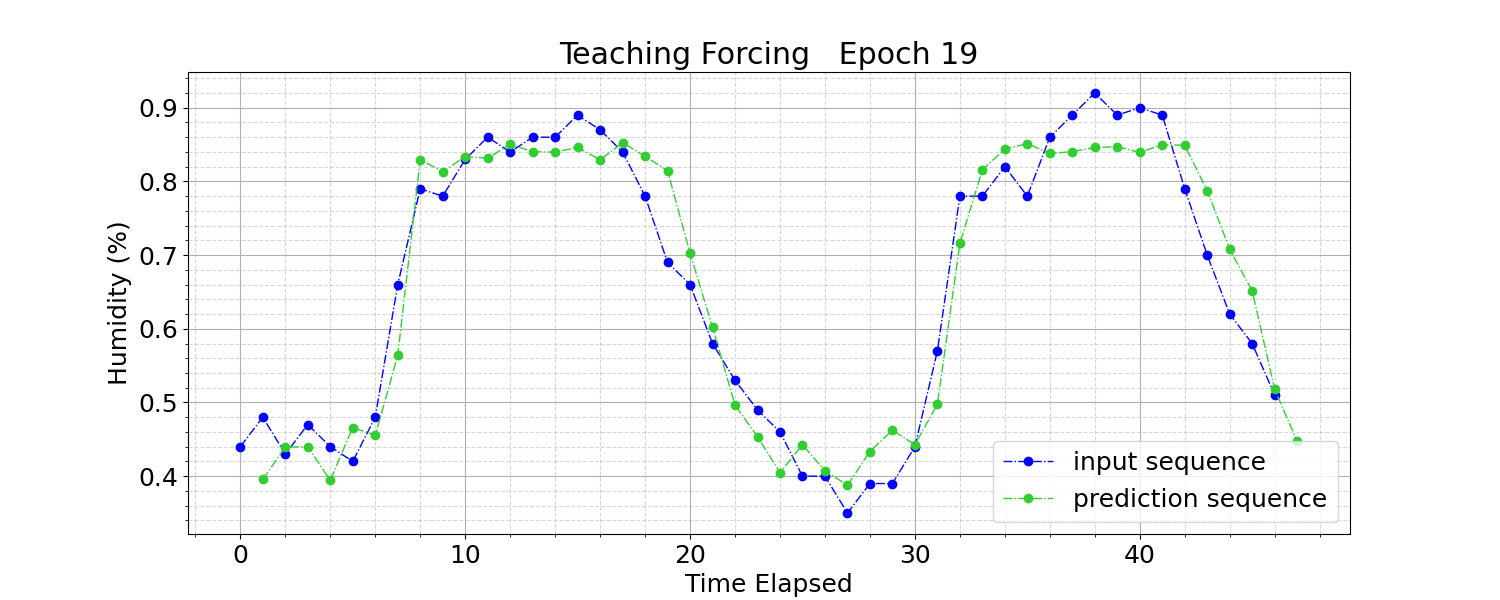 Teaching Forcing   Epoch 19
Humidity (%)
0.9
0.8
0.7
0.6
0.5
0.4
0 10 20 30 40
Time Elapsed
input sequence
prediction sequence